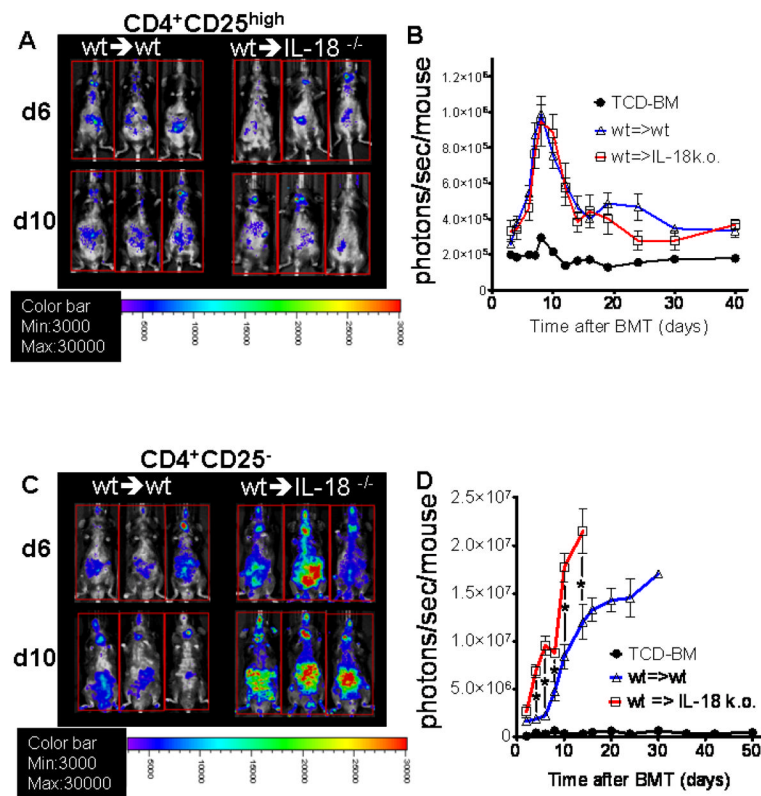 A
CD4⁺CD25high
wt➔wt
wt➔IL-18 -/-
d6
d10
Color bar
Min:3000
Max:30000
5000
10000
15000
20000
25000
30000
B
photons/sec/mouse
1.2×10⁶
1.0×10⁶
8.0×10⁵
6.0×10⁵
4.0×10⁵
2.0×10⁵
TCD-BM
wt=>wt
wt=>IL-18k.o.
0
10
20
30
40
Time after BMT (days)
C
CD4⁺CD25⁻
wt➔wt
wt➔IL-18 -/-
d6
d10
Color bar
Min:3000
Max:30000
5000
10000
15000
20000
25000
30000
D
photons/sec/mouse
2.5×10⁷
2.0×10⁷
1.5×10⁷
1.0×10⁷
5.0×10⁶
0
*
*
*
*
*
TCD-BM
wt=>wt
wt => IL-18 k.o.
0
10
20
30
40
50
Time after BMT (days)